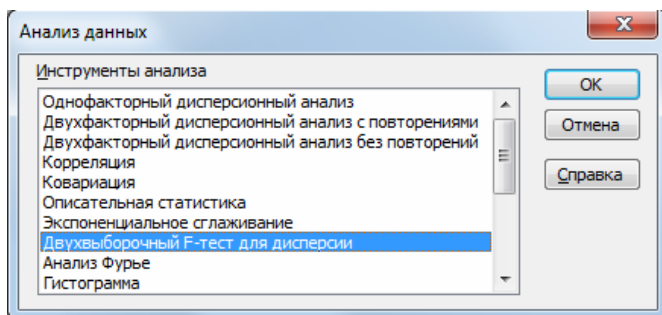 Анализ данных
Инструменты анализа
Однофакторный дисперсионный анализ
Двухфакторный дисперсионный анализ с повторениями
Двухфакторный дисперсионный анализ без повторений
Корреляция
Ковариация
Описательная статистика
Экспоненциальное сглаживание
Двухвыборочный F-тест для дисперсии
Анализ Фурье
Гистограмма
ОК
Отмена
Справка